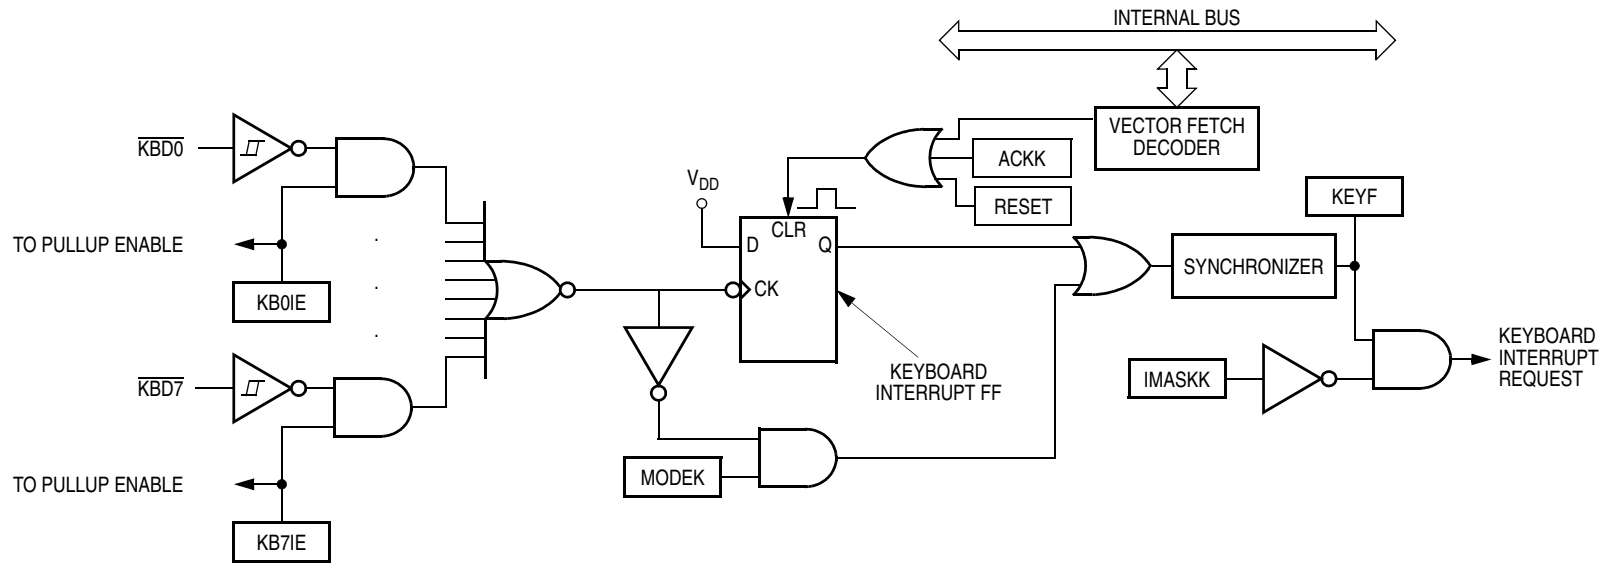 INTERNAL BUS
VECTOR FETCH
DECODER
KBD0
ACKK
VDD
KEYF
RESET
CLR
TO PULLUP ENABLE
D
Q
SYNCHRONIZER
KB0IE
CK
KEYBOARD
INTERRUPT
REQUEST
KBD7
KEYBOARD
INTERRUPT FF
IMASKK
MODEK
TO PULLUP ENABLE
KB7IE